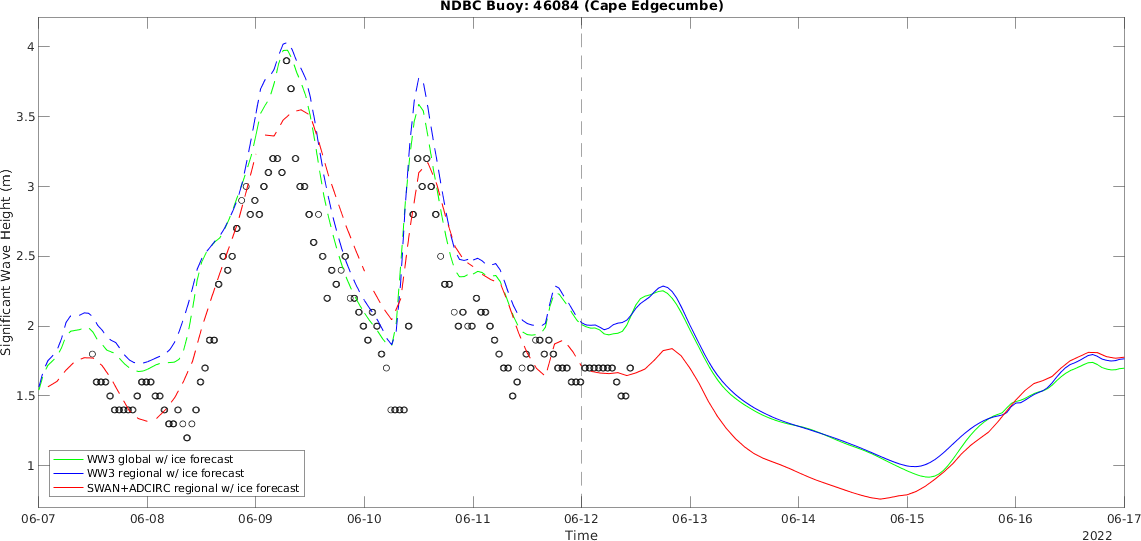 NDBC Buoy: 46084 (Cape Edgecumbe)
4
3.5
3
2.5
2
1.5
1
Significant Wave Height (m)
WW3 global w/ ice forecast
WW3 regional w/ ice forecast
SWAN+ADCIRC regional w/ ice forecast
06-07 06-08 06-09 06-10 06-11 06-12 06-13 06-14 06-15 06-16 06-17
Time
2022